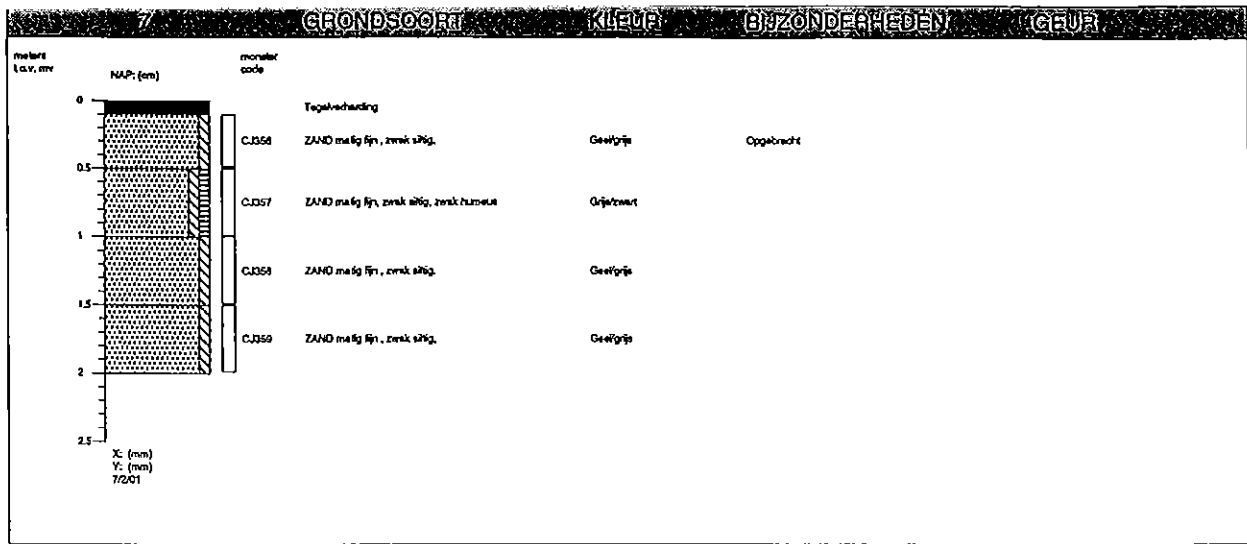 7 GRONDSOORT KLEUR BIJZONDERHEDEN GEUR
meters t.o.v. mv
NAP: (cm)
monster code
0
Tegelverharding
CJ356 ZAND matig fijn , zwak siltig, Geel/grijs Opgebracht
0.5
CJ357 ZAND matig fijn, zwak siltig, zwak humeus Grijs/zwart
1
CJ358 ZAND matig fijn , zwak siltig, Geel/grijs
1.5
CJ359 ZAND matig fijn , zwak siltig, Geel/grijs
2
2.5
X: (mm)
Y: (mm)
7/2/01